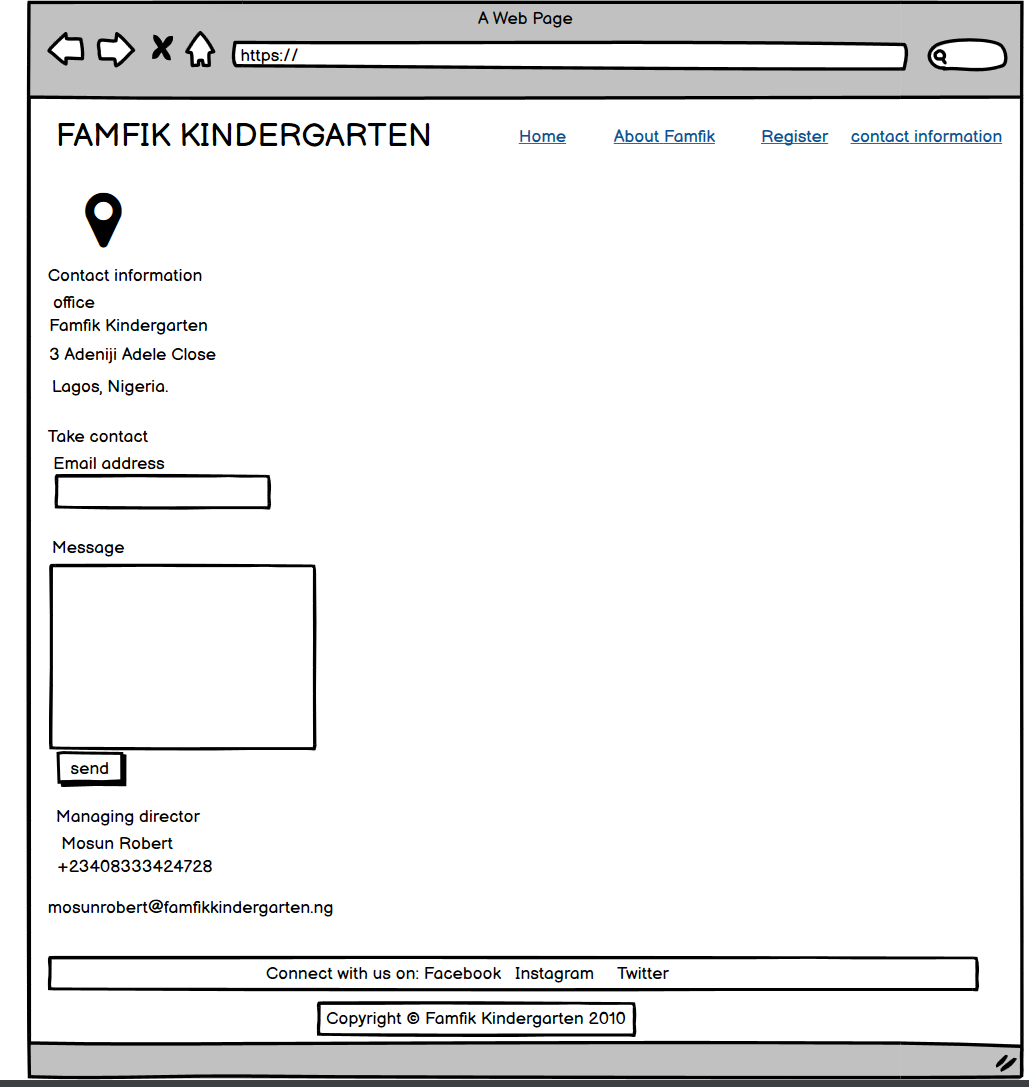 A Web Page
https://
FAMFIK KINDERGARTEN Home About Famfik Register contact information
Contact information
office
Famfik Kindergarten
3 Adeniji Adele Close
Lagos, Nigeria.
Take contact
Email address
Message
send
Managing director
Mosun Robert
+23408333424728
mosunrobert@famfikkindergarten.ng
Connect with us on: Facebook Instagram Twitter
Copyright © Famfik Kindergarten 2010